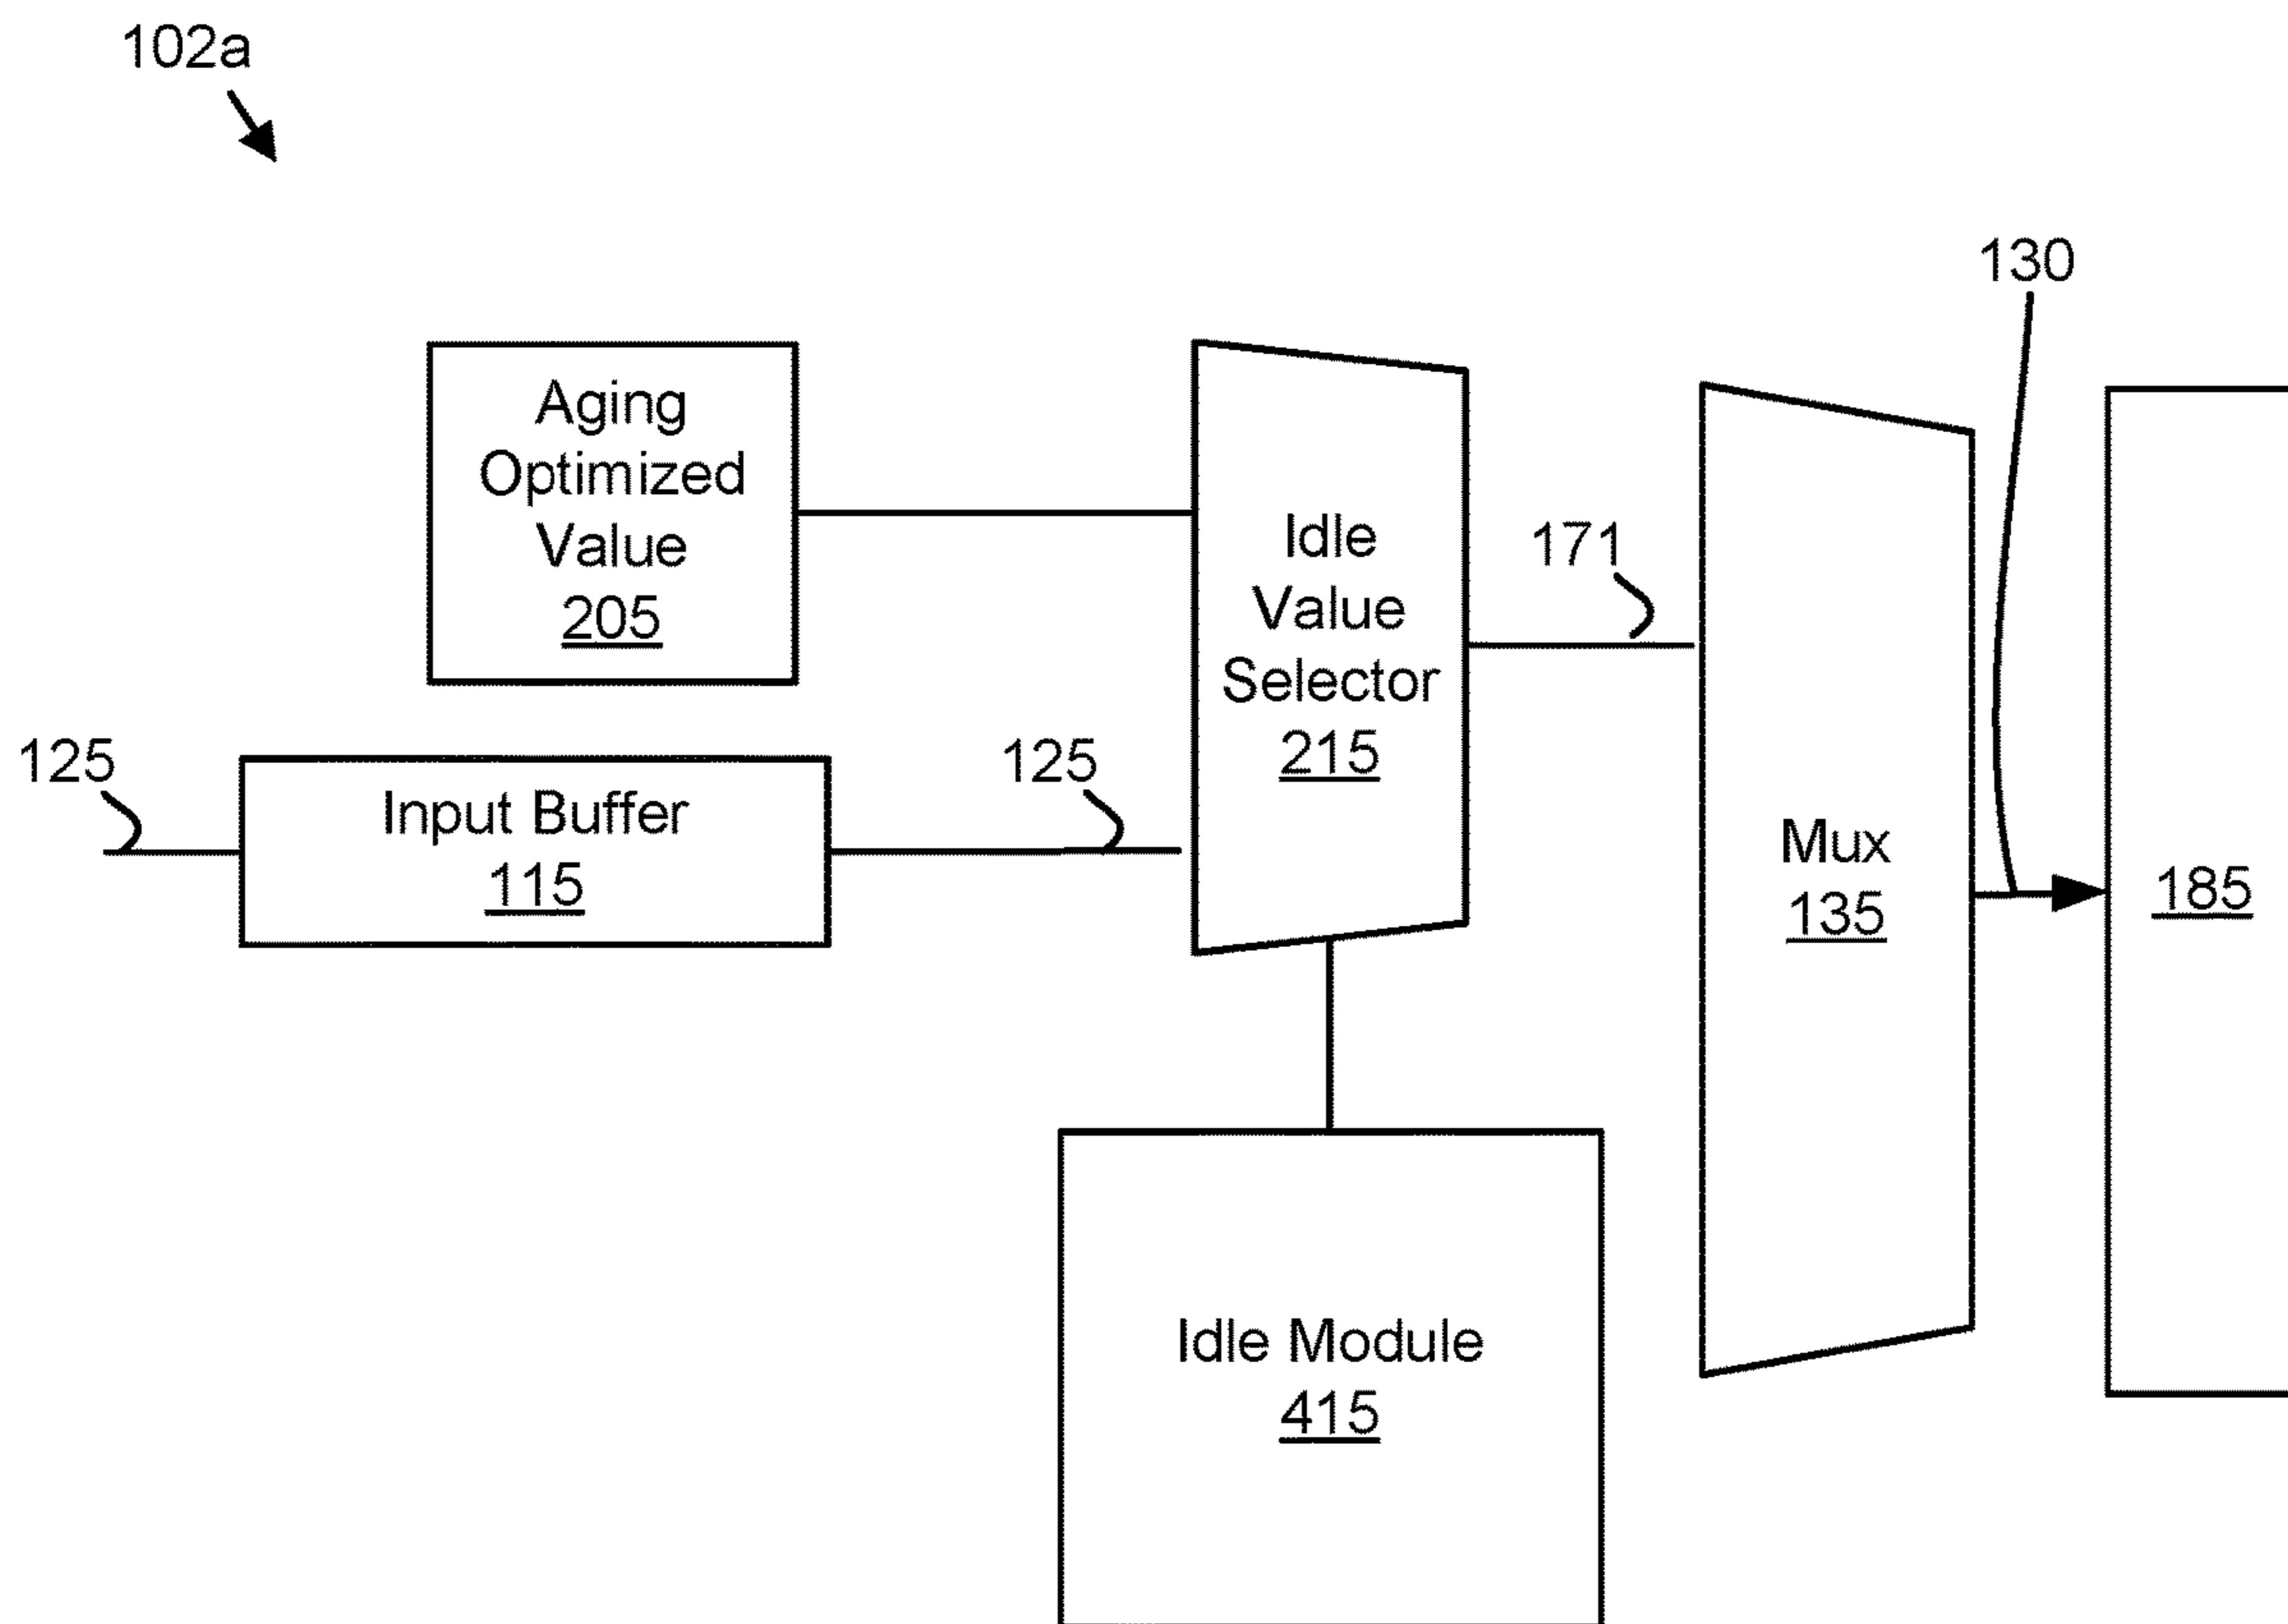 102a
130
Aging
Optimized
Value
205
Idle
Value
Selector
215
171
125
Input Buffer
115
125
Mux
135
185
Idle Module
415